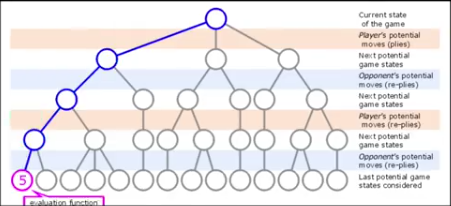 Current state
of the game
Player's potential
moves (plies)
Next potential
game states
Opponent's potential
moves (re-plies)
Next potential
game states
Player's potential
moves (re-plies)
Next potential
game states
Opponent's potential
moves (re-plies)
Last potential game
states considered
5
evaluation function: